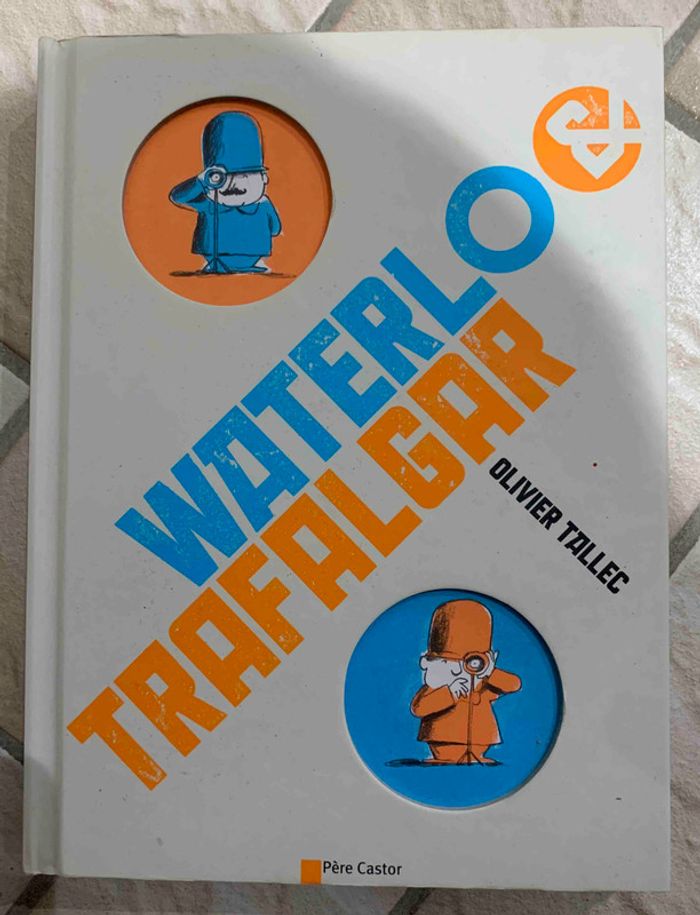 WATERLOO
&
TRAFALGAR
OLIVIER TALLEC
Père Castor